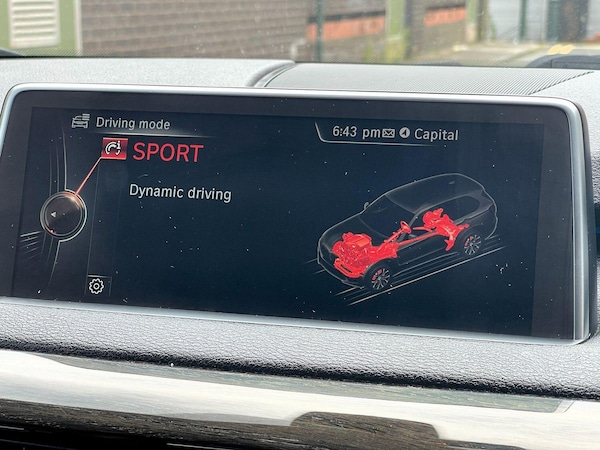 Driving mode
6:43 pm Capital
SPORT
Dynamic driving